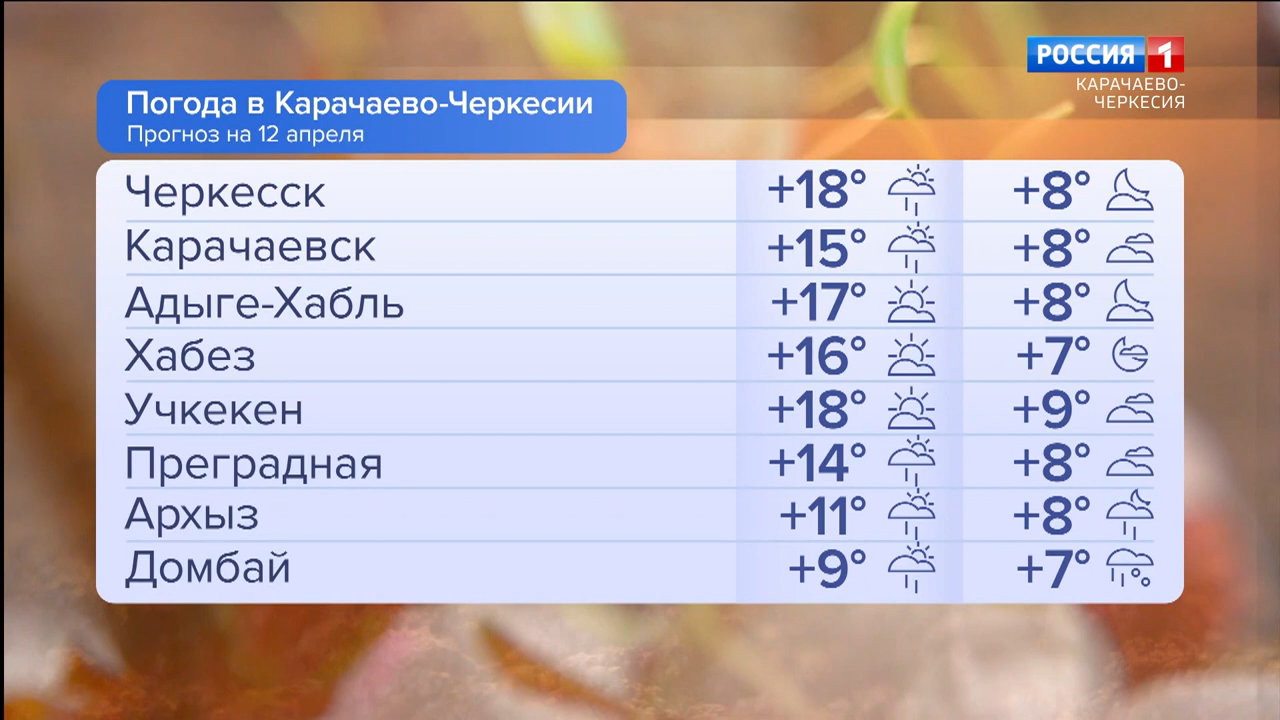 РОССИЯ 1
КАРАЧАЕВО-
ЧЕРКЕСИЯ
Погода в Карачаево-Черкесии
Прогноз на 12 апреля
Черкесск +18° +8°
Карачаевск +15° +8°
Адыге-Хабль +17° +8°
Хабез +16° +7°
Учкекен +18° +9°
Преградная +14° +8°
Архыз +11° +8°
Домбай +9° +7°